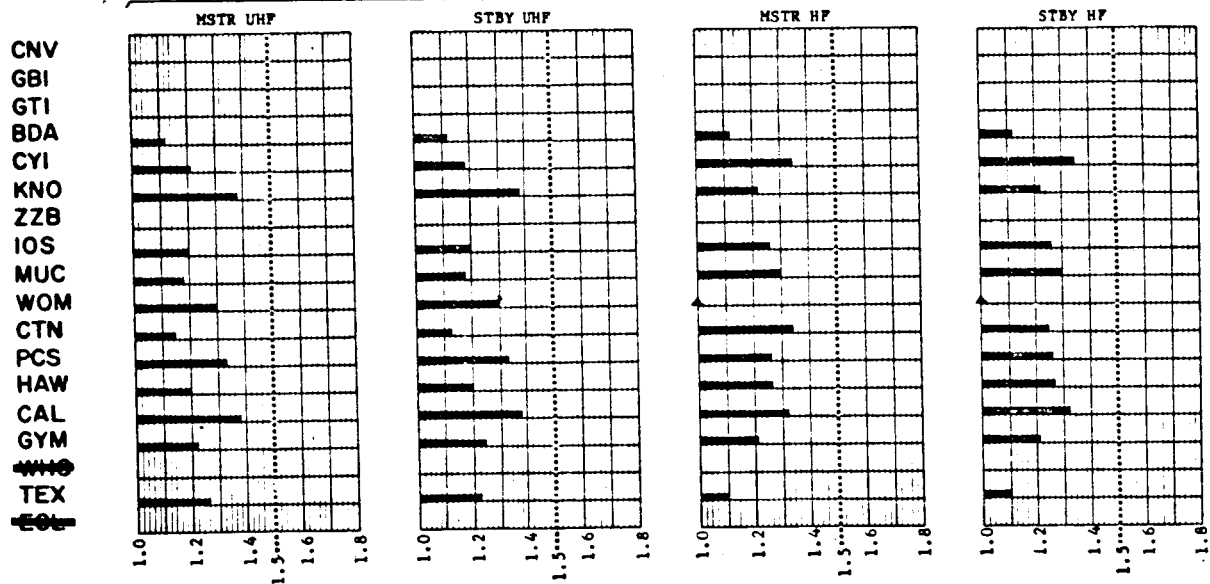 MSTR UHF STBY UHF MSTR HF STBY HF
CNV
GBI
GTI
BDA
CYI
KNO
ZZB
IOS
MUC
WOM
CTN
PCS
HAW
CAL
GYM
WHO
TEX
EGL
1.0 1.2 1.4 1.5 1.6 1.8 1.0 1.2 1.4 1.5 1.6 1.8 1.0 1.2 1.4 1.5 1.6 1.8 1.0 1.2 1.4 1.5 1.6 1.8